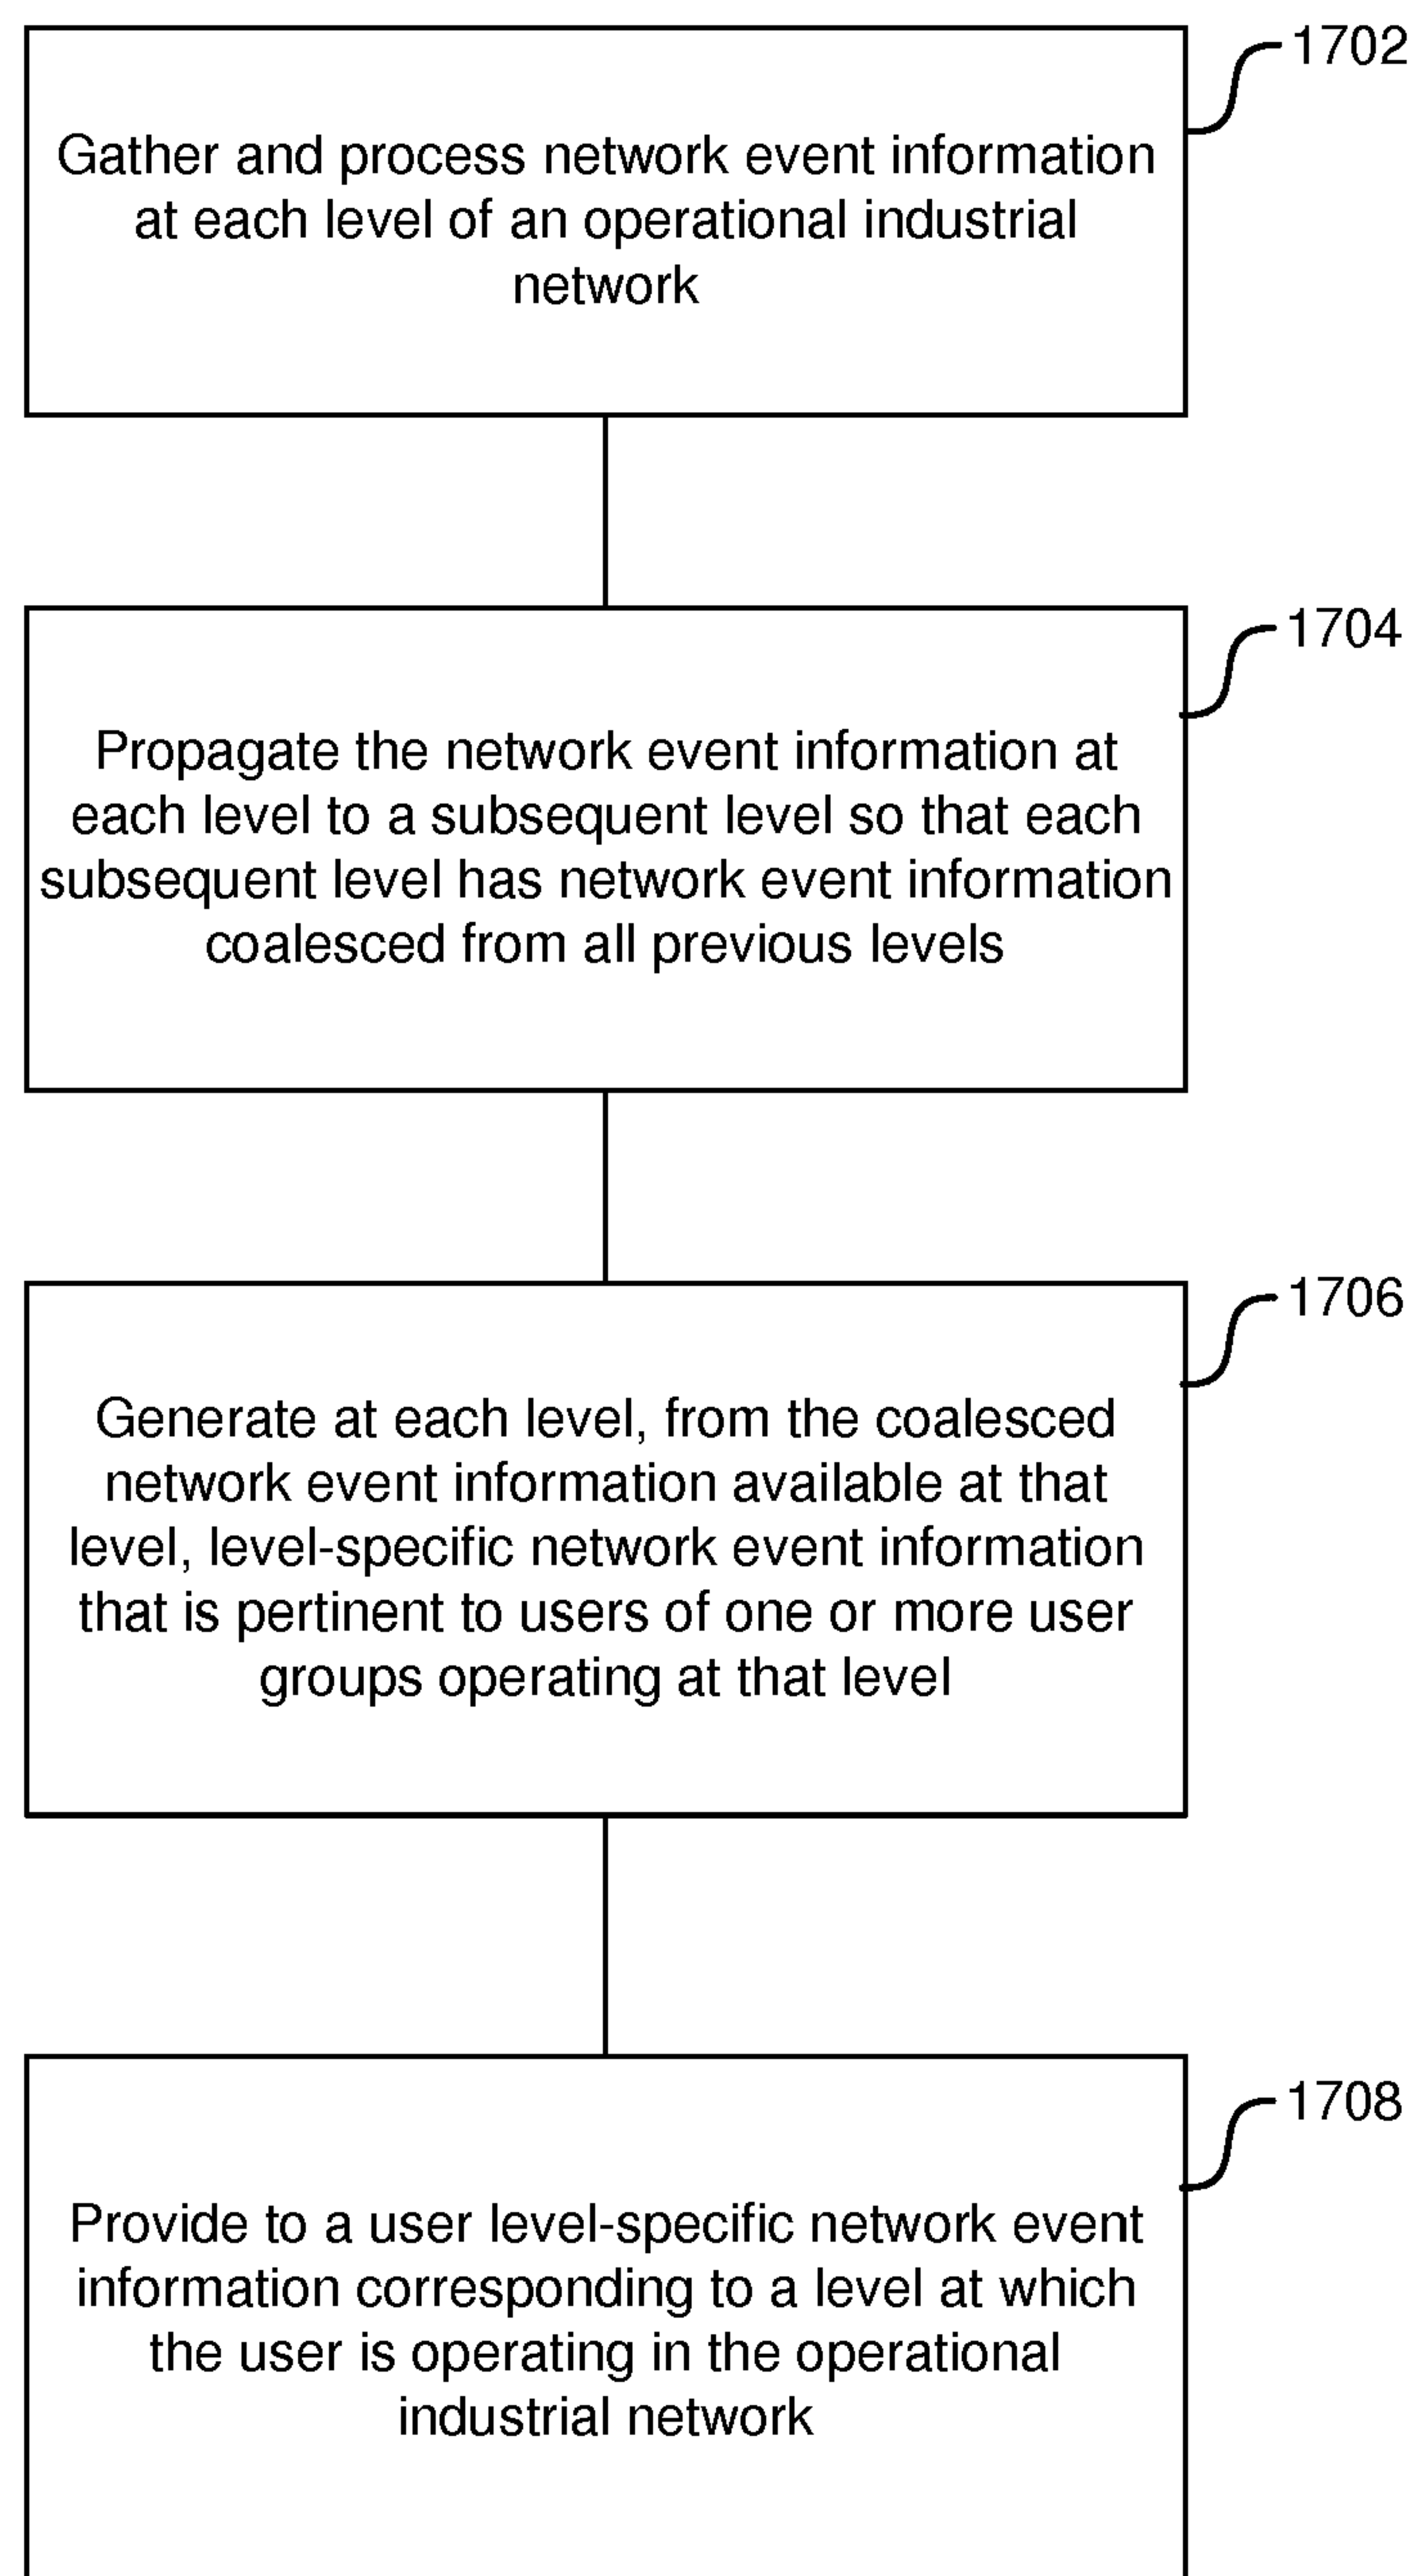 1702
Gather and process network event information
at each level of an operational industrial
network
1704
Propagate the network event information at
each level to a subsequent level so that each
subsequent level has network event information
coalesced from all previous levels
1706
Generate at each level, from the coalesced
network event information available at that
level, level-specific network event information
that is pertinent to users of one or more user
groups operating at that level
1708
Provide to a user level-specific network event
information corresponding to a level at which
the user is operating in the operational
industrial network